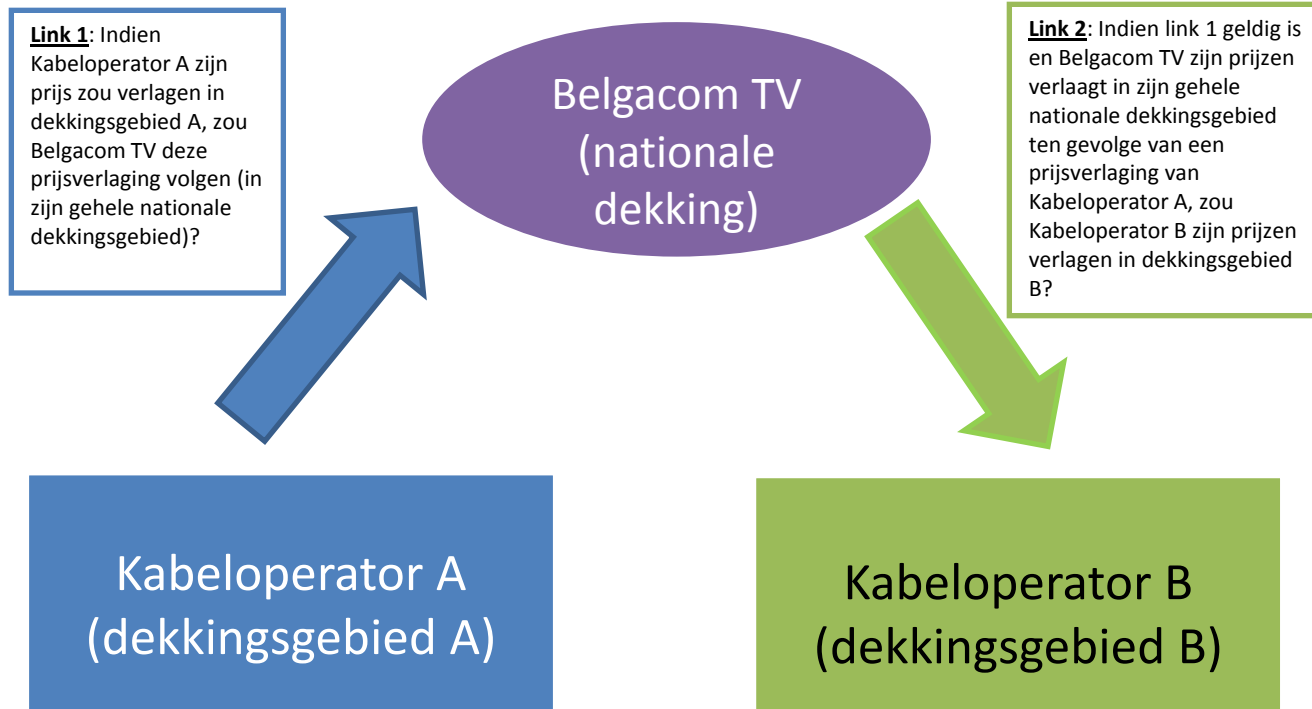 Link 1: Indien
Kabeloperator A zijn
prijs zou verlagen in
dekkingsgebied A, zou
Belgacom TV deze
prijsverlaging volgen (in
zijn gehele nationale
dekkingsgebied)?
Belgacom TV
(nationale
dekking)
Link 2: Indien link 1 geldig is
en Belgacom TV zijn prijzen
verlaagt in zijn gehele
nationale dekkingsgebied
ten gevolge van een
prijsverlaging van
Kabeloperator A, zou
Kabeloperator B zijn prijzen
verlagen in dekkingsgebied
B?
Kabeloperator A
(dekkingsgebied A)
Kabeloperator B
(dekkingsgebied B)